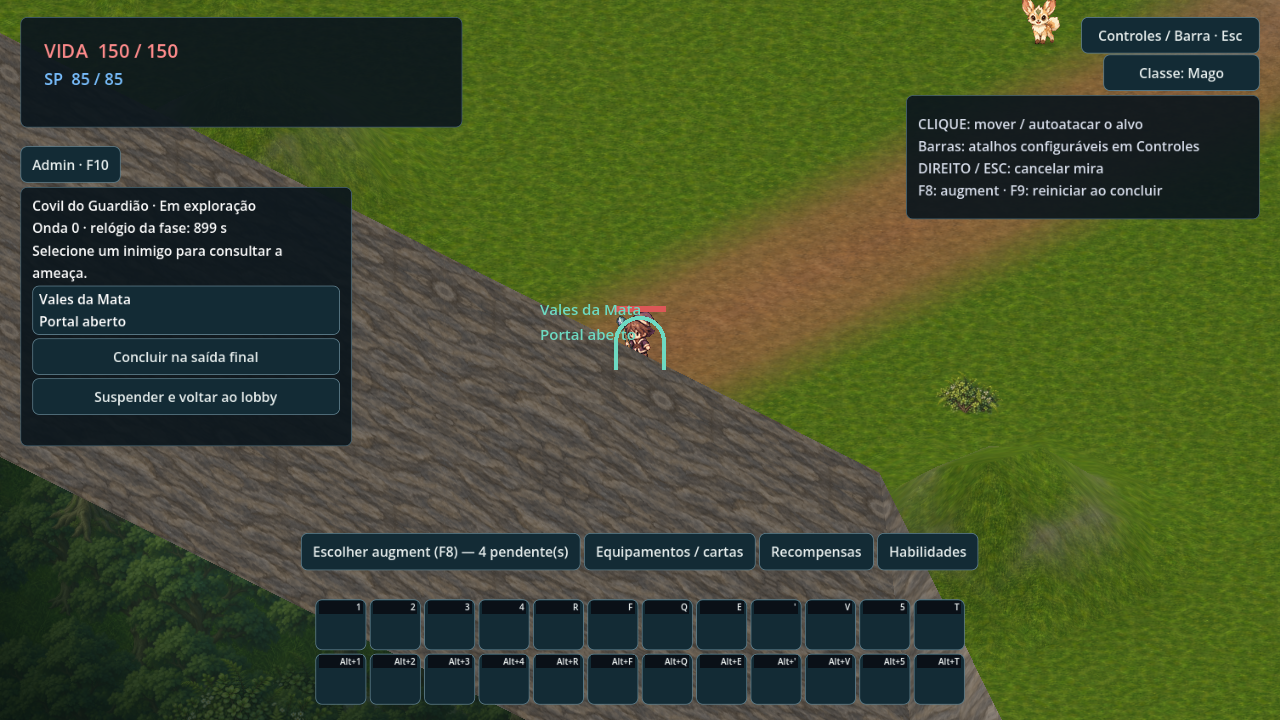 VIDA 150 / 150
SP 85 / 85
Controles / Barra · Esc
Classe: Mago
CLIQUE: mover / autoatacar o alvo
Barras: atalhos configuráveis em Controles
DIREITO / ESC: cancelar mira
F8: augment · F9: reiniciar ao concluir
Admin · F10
Covil do Guardião · Em exploração
Onda 0 · relógio da fase: 899 s
Selecione um inimigo para consultar a
ameaça.
Vales da Mata
Portal aberto
Concluir na saída final
Suspender e voltar ao lobby
Vales da Mata
Portal aberto
Escolher augment (F8) — 4 pendente(s)
Equipamentos / cartas
Recompensas
Habilidades
1 2 3 4 R F Q E ' V 5 T
Alt+1 Alt+2 Alt+3 Alt+4 Alt+R Alt+F Alt+Q Alt+E Alt+' Alt+V Alt+5 Alt+T